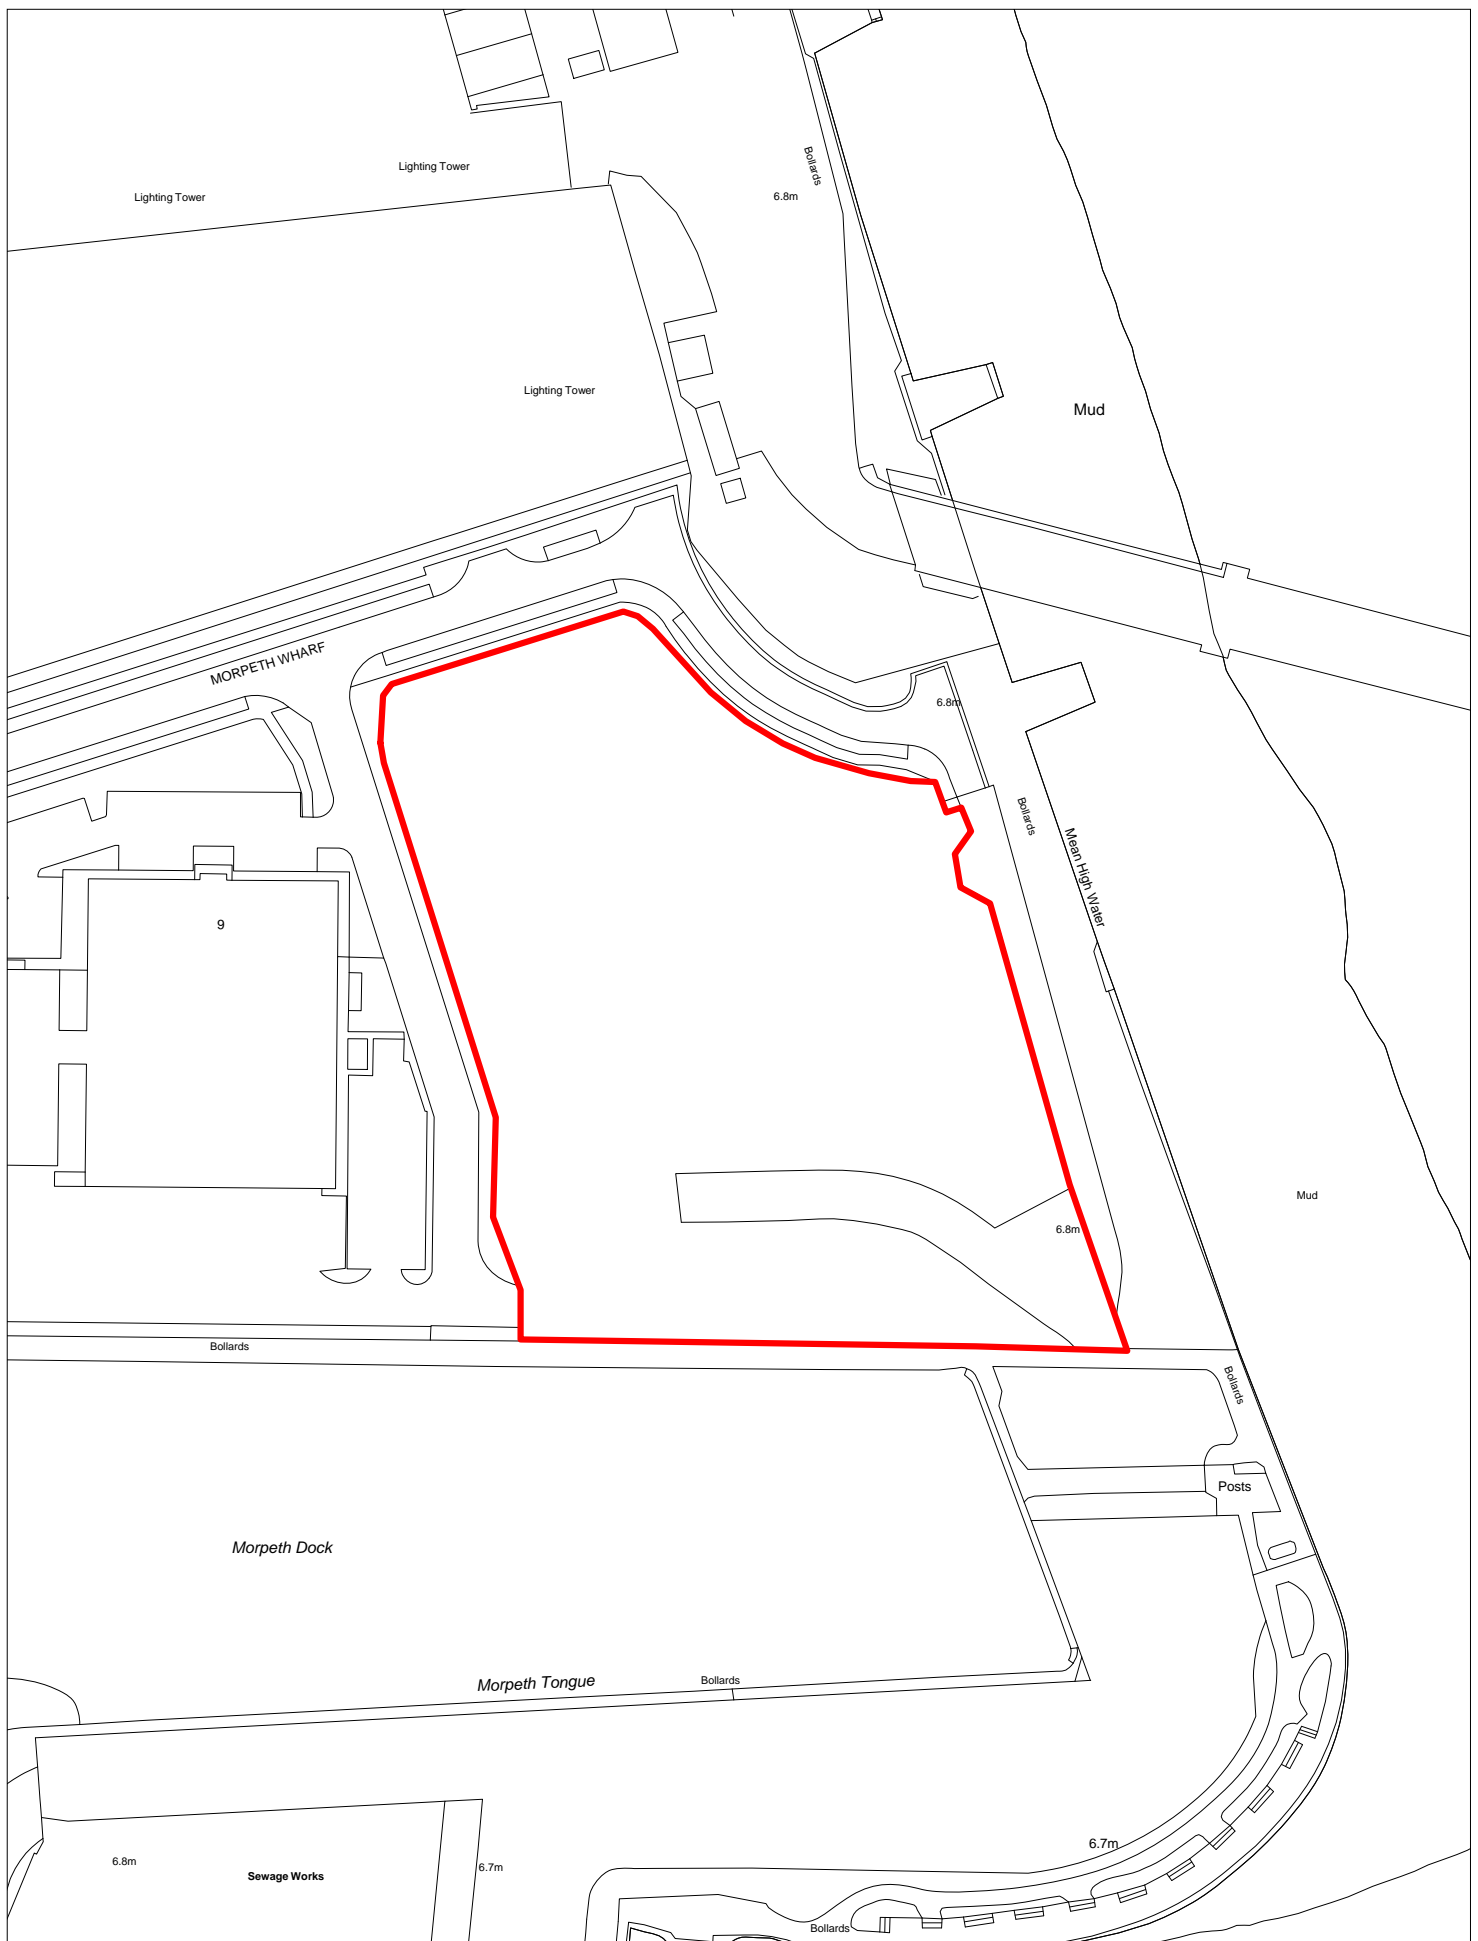 Bollards
Lighting Tower
Lighting Tower
6.8m
Lighting Tower
Mud
MORPETH WHARF
6.8m
Bollards
Mean High Water
9
Mud
6.8m
Bollards
Bollards
Posts
Morpeth Dock
Morpeth Tongue
Bollards
6.7m
6.8m
6.7m
Sewage Works
Bollards